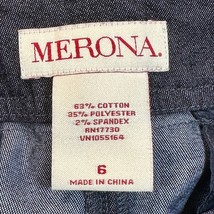 MERONA.
63% COTTON
35% POLYESTER
2% SPANDEX
RN17730
VN1055164
6
MADE IN CHINA